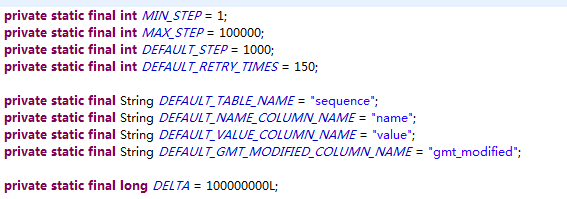 private static final int MIN_STEP = 1;
private static final int MAX_STEP = 100000;
private static final int DEFAULT_STEP = 1000;
private static final int DEFAULT_RETRY_TIMES = 150;
private static final String DEFAULT_TABLE_NAME = "sequence";
private static final String DEFAULT_NAME_COLUMN_NAME = "name";
private static final String DEFAULT_VALUE_COLUMN_NAME = "value";
private static final String DEFAULT_GMT_MODIFIED_COLUMN_NAME = "gmt_modified";
private static final long DELTA = 100000000L;